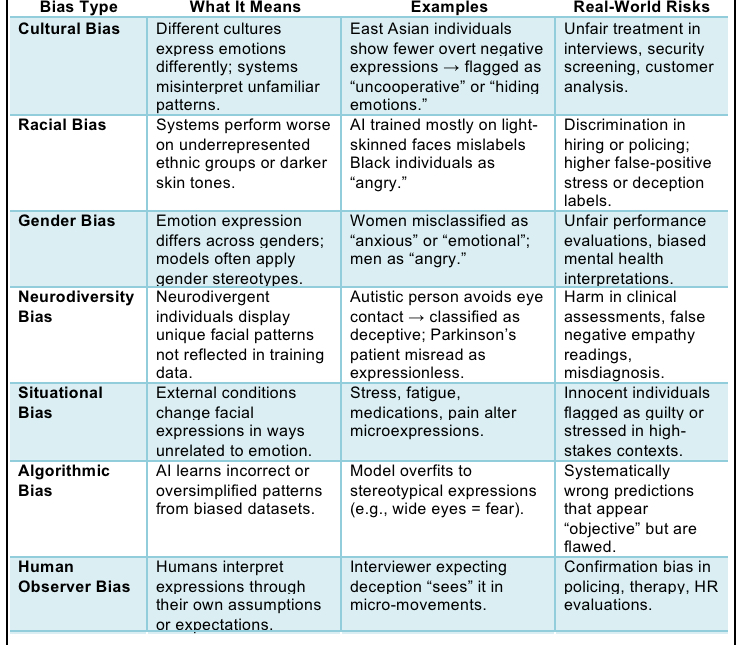 Bias Type What It Means Examples Real-World Risks
Cultural Bias
Different cultures
express emotions
differently; systems
misinterpret unfamiliar
patterns.
East Asian individuals
show fewer overt negative
expressions → flagged as
“uncooperative” or “hiding
emotions.”
Unfair treatment in
interviews, security
screening, customer
analysis.
Racial Bias
Systems perform worse
on underrepresented
ethnic groups or darker
skin tones.
AI trained mostly on light-
skinned faces mislabels
Black individuals as
“angry.”
Discrimination in
hiring or policing;
higher false-positive
stress or deception
labels.
Gender Bias
Emotion expression
differs across genders;
models often apply
gender stereotypes.
Women misclassified as
“anxious” or “emotional”;
men as “angry.”
Unfair performance
evaluations, biased
mental health
interpretations.
Neurodiversity
Bias
Neurodivergent
individuals display
unique facial patterns
not reflected in training
data.
Autistic person avoids eye
contact → classified as
deceptive; Parkinson’s
patient misread as
expressionless.
Harm in clinical
assessments, false
negative empathy
readings,
misdiagnosis.
Situational
Bias
External conditions
change facial
expressions in ways
unrelated to emotion.
Stress, fatigue,
medications, pain alter
microexpressions.
Innocent individuals
flagged as guilty or
stressed in high-
stakes contexts.
Algorithmic
Bias
AI learns incorrect or
oversimplified patterns
from biased datasets.
Model overfits to
stereotypical expressions
(e.g., wide eyes = fear).
Systematically
wrong predictions
that appear
“objective” but are
flawed.
Human
Observer Bias
Humans interpret
expressions through
their own assumptions
or expectations.
Interviewer expecting
deception “sees” it in
micro-movements.
Confirmation bias in
policing, therapy, HR
evaluations.